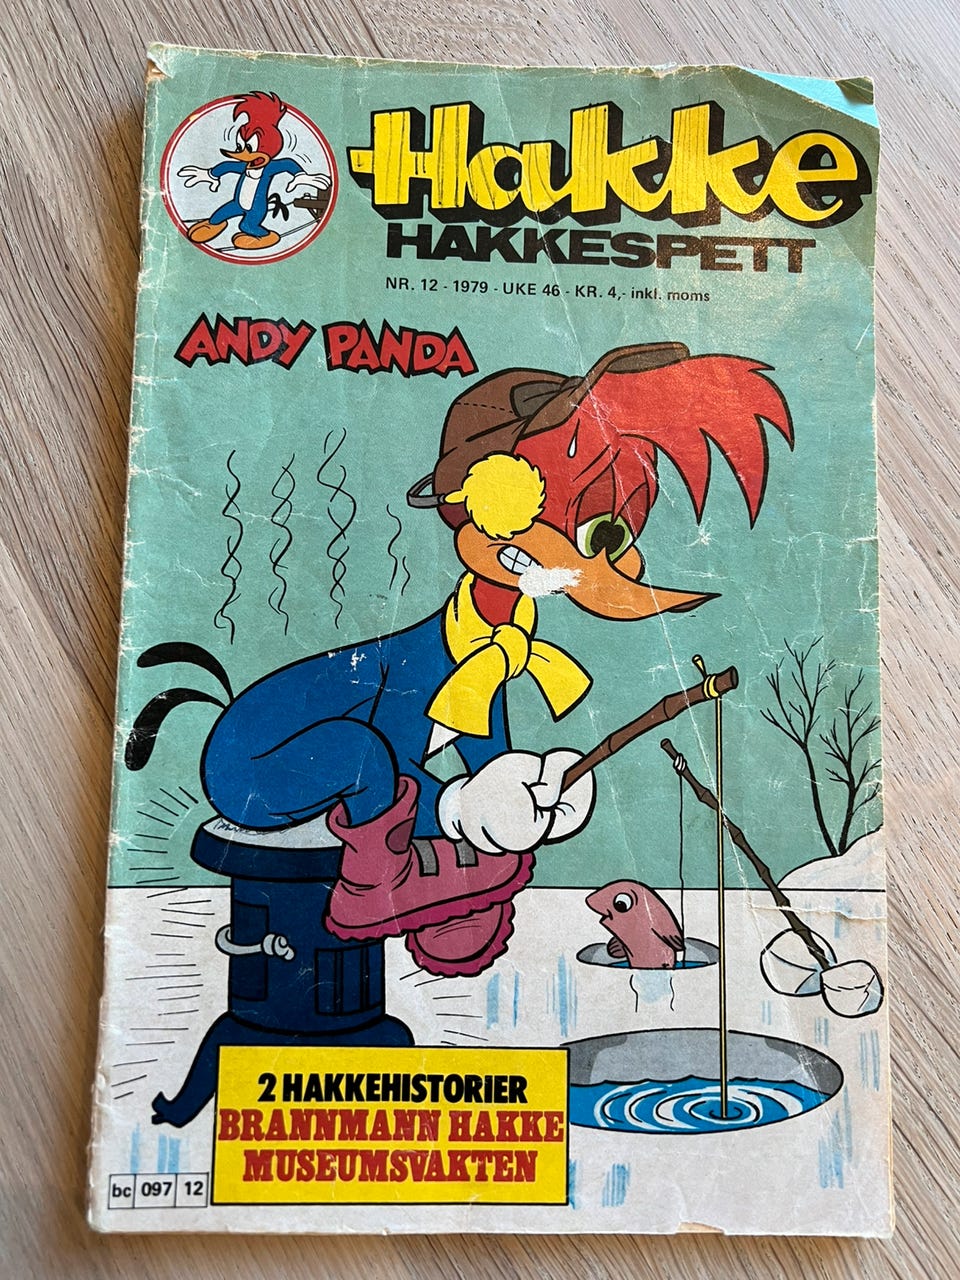 Hakke
HAKKESPETT
NR. 12 - 1979 - UKE 46 - KR. 4,- inkl. moms
ANDY PANDA
2 HAKKEHISTORIER
BRANNMANN HAKKE
MUSEUMSVAKTEN
bc 097 12